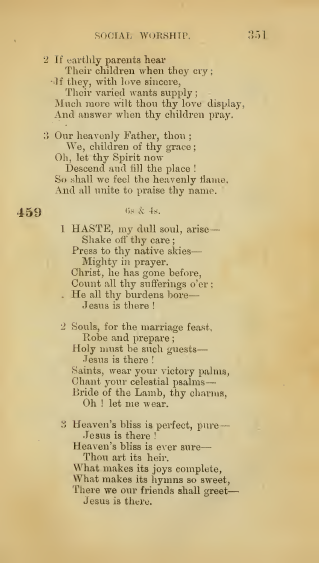 SOCIAL WORSHIP. 351
2 If earthly parents hear
Their children when they cry;
If they, with love sincere,
Their varied wants supply;
Much more wilt thou thy love display,
And answer when thy children pray.
3 Our heavenly Father, thou;
We, children of thy grace;
Oh, let thy Spirit now
Descend and fill the place!
So shall we feel the heavenly flame,
And all unite to praise thy name.
459 6s & 4s.
1 HASTE, my dull soul, arise—
Shake off thy care;
Press to thy native skies—
Mighty in prayer.
Christ, he has gone before,
Count all thy sufferings o'er;
He all thy burdens bore—
Jesus is there!
2 Souls, for the marriage feast,
Robe and prepare;
Holy must be such guests—
Jesus is there!
Saints, wear your victory palms,
Chant your celestial psalms—
Bride of the Lamb, thy charms,
Oh! let me wear.
3 Heaven's bliss is perfect, pure—
Jesus is there!
Heaven's bliss is ever sure—
Thou art its heir.
What makes its joys complete,
What makes its hymns so sweet,
There we our friends shall greet—
Jesus is there.